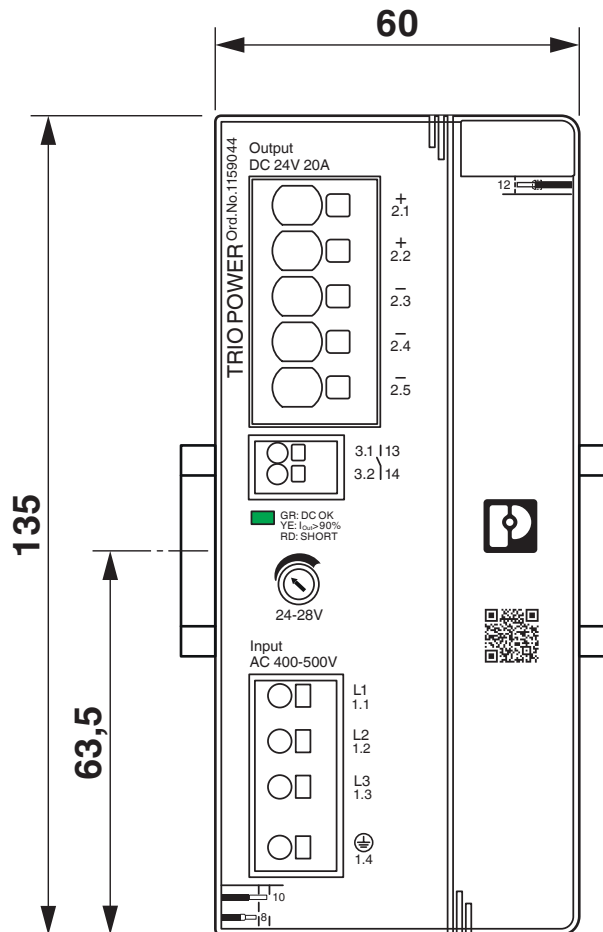 60
135
63,5
Output
DC 24V 20A
TRIO POWER Ord.No.1159044
+
2.1
+
2.2
–
2.3
–
2.4
–
2.5
12
3.1 13
3.2 14
GR: DC OK
YE: IOut>90%
RD: SHORT
24-28V
Input
AC 400-500V
L1
1.1
L2
1.2
L3
1.3
1.4
10
8